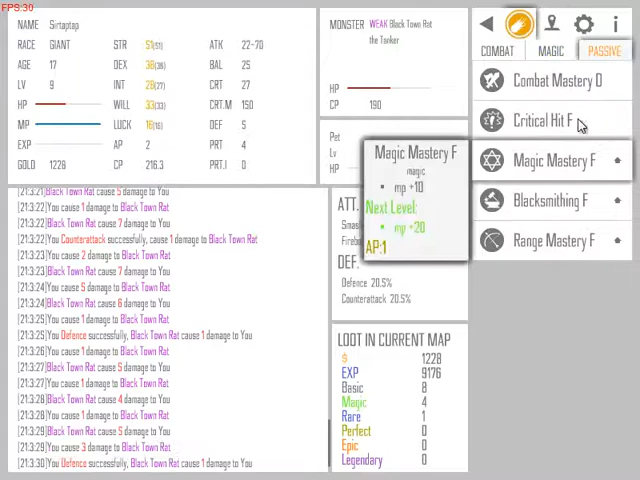 FPS:30
NAME Sirtaptap
RACE GIANT STR 51(51) ATK 22-70
AGE 17 DEX 38(38) BAL 25
LV 9 INT 28(27) CRT 27
HP WILL 33(33) CRT.M 150
MP LUCK 16(16) DEF 5
EXP AP 2 PRT 4
GOLD 1228 CP 216.3 PRT.I 0
MONSTER WEAK Black Town Rat
the Tanker
HP
CP 190
Pet
Lv
HP
COMBAT MAGIC PASSIVE
Combat Mastery D
Critical Hit F
Magic Mastery F
Blacksmithing F
Range Mastery F
Magic Mastery F
magic
mp +10
Next Level:
mp +20
AP:1
ATT.
Smas
Fireb
DEF.
Defence 20.5%
Counterattack 20.5%
LOOT IN CURRENT MAP
$ 1228
EXP 9176
Basic 8
Magic 4
Rare 1
Perfect 0
Epic 0
Legendary 0
[21:3:21]Black Town Rat cause 5 damage to You
[21:3:22]You cause 1 damage to Black Town Rat
[21:3:22]Black Town Rat cause 7 damage to You
[21:3:22]You Counterattack successfully, cause 1 damage to Black Town Rat
[21:3:23]You cause 2 damage to Black Town Rat
[21:3:23]Black Town Rat cause 7 damage to You
[21:3:24]You cause 5 damage to Black Town Rat
[21:3:24]Black Town Rat cause 6 damage to You
[21:3:25]You cause 1 damage to Black Town Rat
[21:3:25]You Defence successfully, Black Town Rat cause 1 damage to You
[21:3:26]You cause 1 damage to Black Town Rat
[21:3:27]Black Town Rat cause 5 damage to You
[21:3:27]You cause 1 damage to Black Town Rat
[21:3:28]Black Town Rat cause 4 damage to You
[21:3:28]You cause 1 damage to Black Town Rat
[21:3:29]Black Town Rat cause 5 damage to You
[21:3:29]You cause 3 damage to Black Town Rat
[21:3:30]You Defence successfully, Black Town Rat cause 1 damage to You